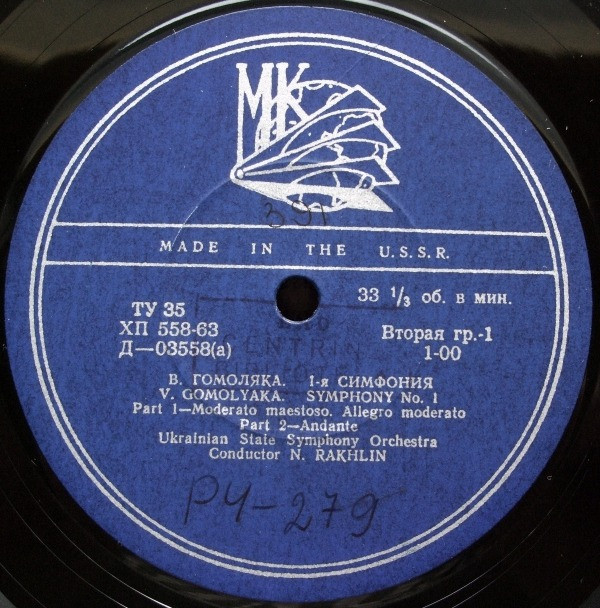 МК
391
MADE IN THE U.S.S.R.
33 1/3 об. в мин.
ТУ 35
ХП 558-63
Д—03558(а)
Вторая гр.-1
1-00
CENTRIN
В. ГОМОЛЯКА. 1-я СИМФОНИЯ
V. GOMOLYAKA. SYMPHONY No. 1
Part 1—Moderato maestoso. Allegro moderato
Part 2—Andante
Ukrainian State Symphony Orchestra
Conductor N. RAKHLIN
РЧ-279